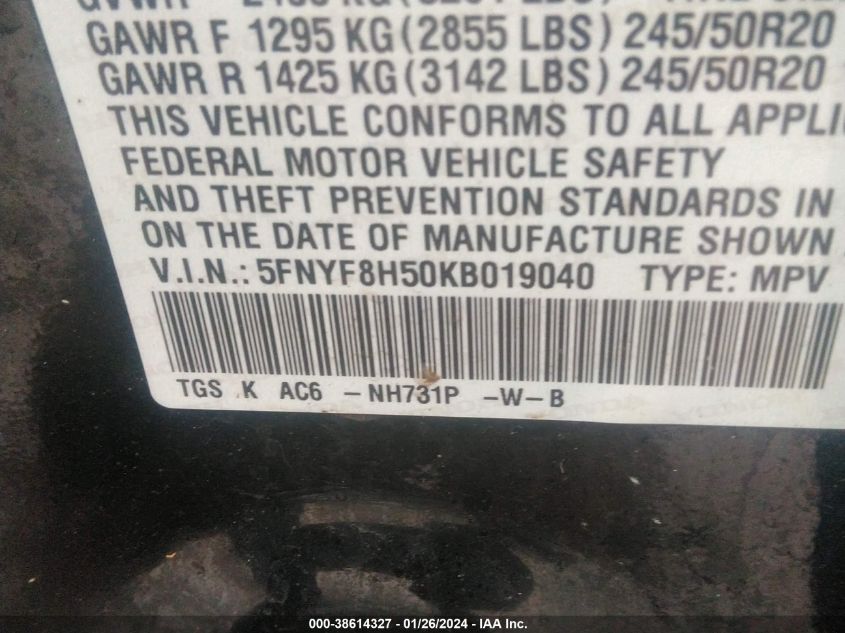 GAWR F 1295 KG (2855 LBS) 245/50R20
GAWR R 1425 KG (3142 LBS) 245/50R20
THIS VEHICLE CONFORMS TO ALL APPLI
FEDERAL MOTOR VEHICLE SAFETY
AND THEFT PREVENTION STANDARDS IN
ON THE DATE OF MANUFACTURE SHOWN
V.I.N.: 5FNYF8H50KB019040 TYPE: MPV
TGS K AC6 -NH731P -W-B
000-38614327 - 01/26/2024 - IAA Inc.